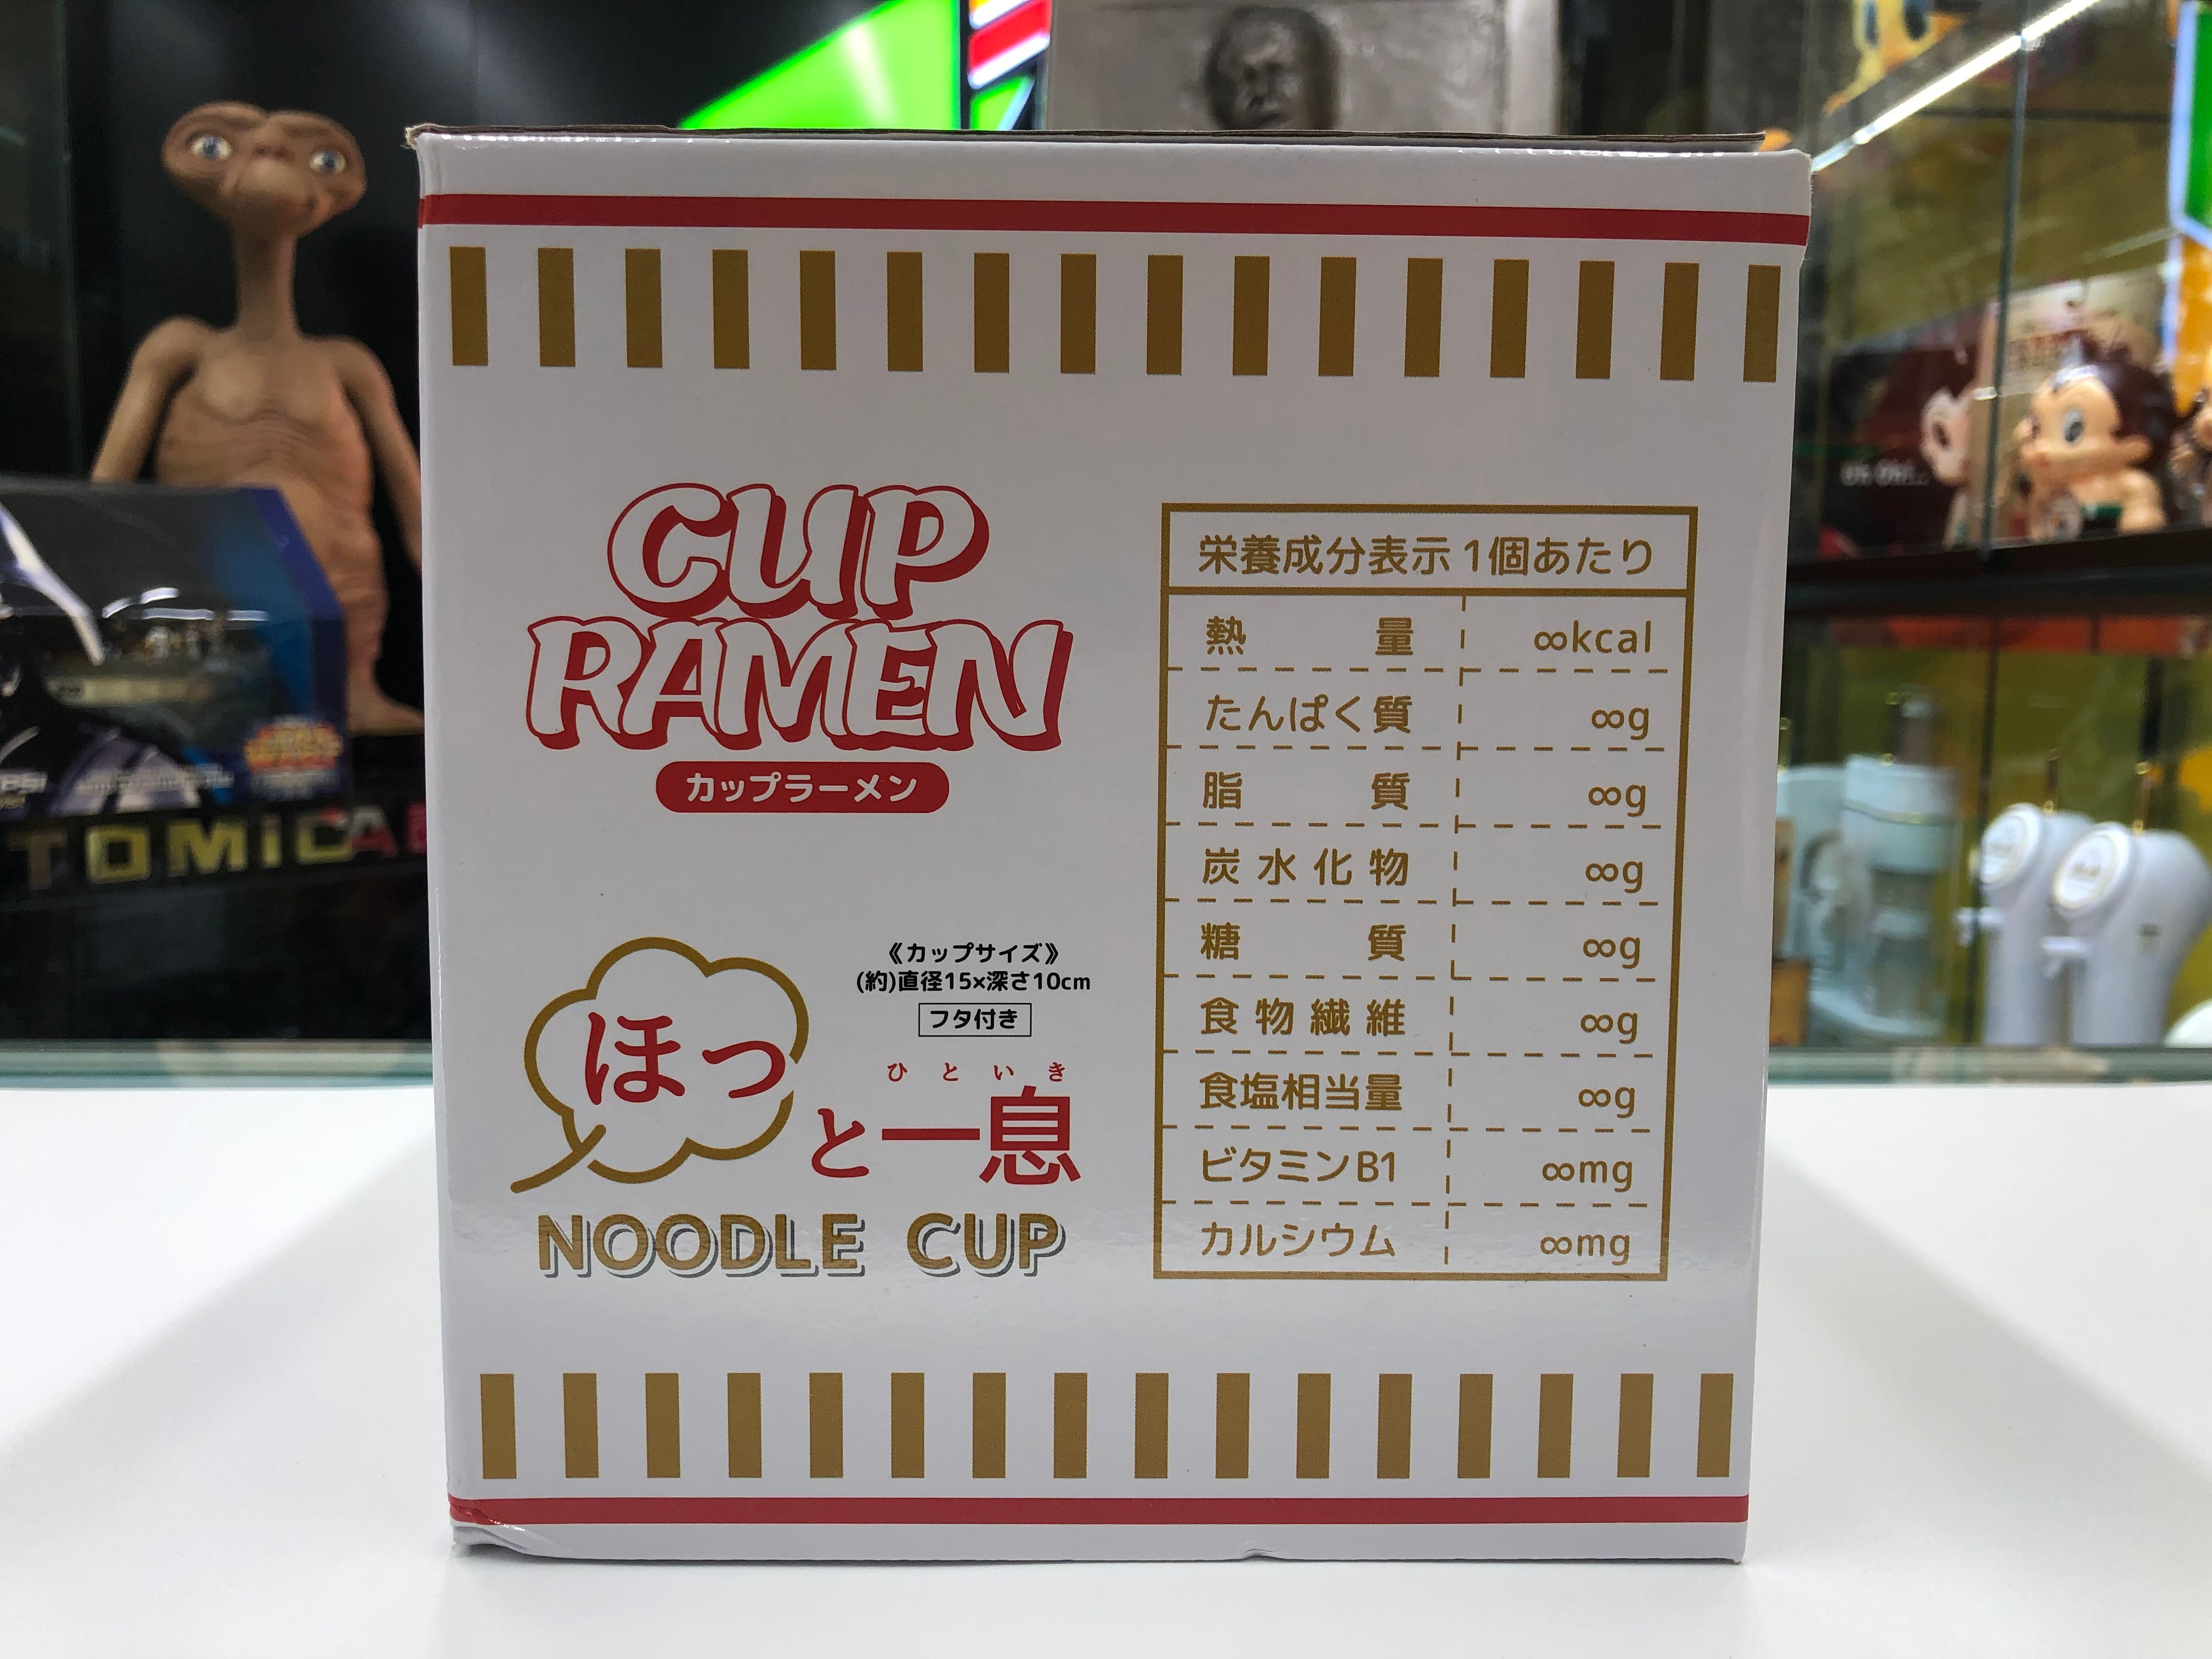 CUP
RAMEN
カップラーメン
《カップサイズ》
(約)直径15×深さ10cm
フタ付き
ほっ
ひといき
と一息
NOODLE CUP
栄養成分表示 1個あたり
熱量 ∞kcal
たんぱく質 ∞g
脂質 ∞g
炭水化物 ∞g
糖質 ∞g
食物繊維 ∞g
食塩相当量 ∞g
ビタミンB1 ∞mg
カルシウム ∞mg
TOMICA
Uh Oh!..